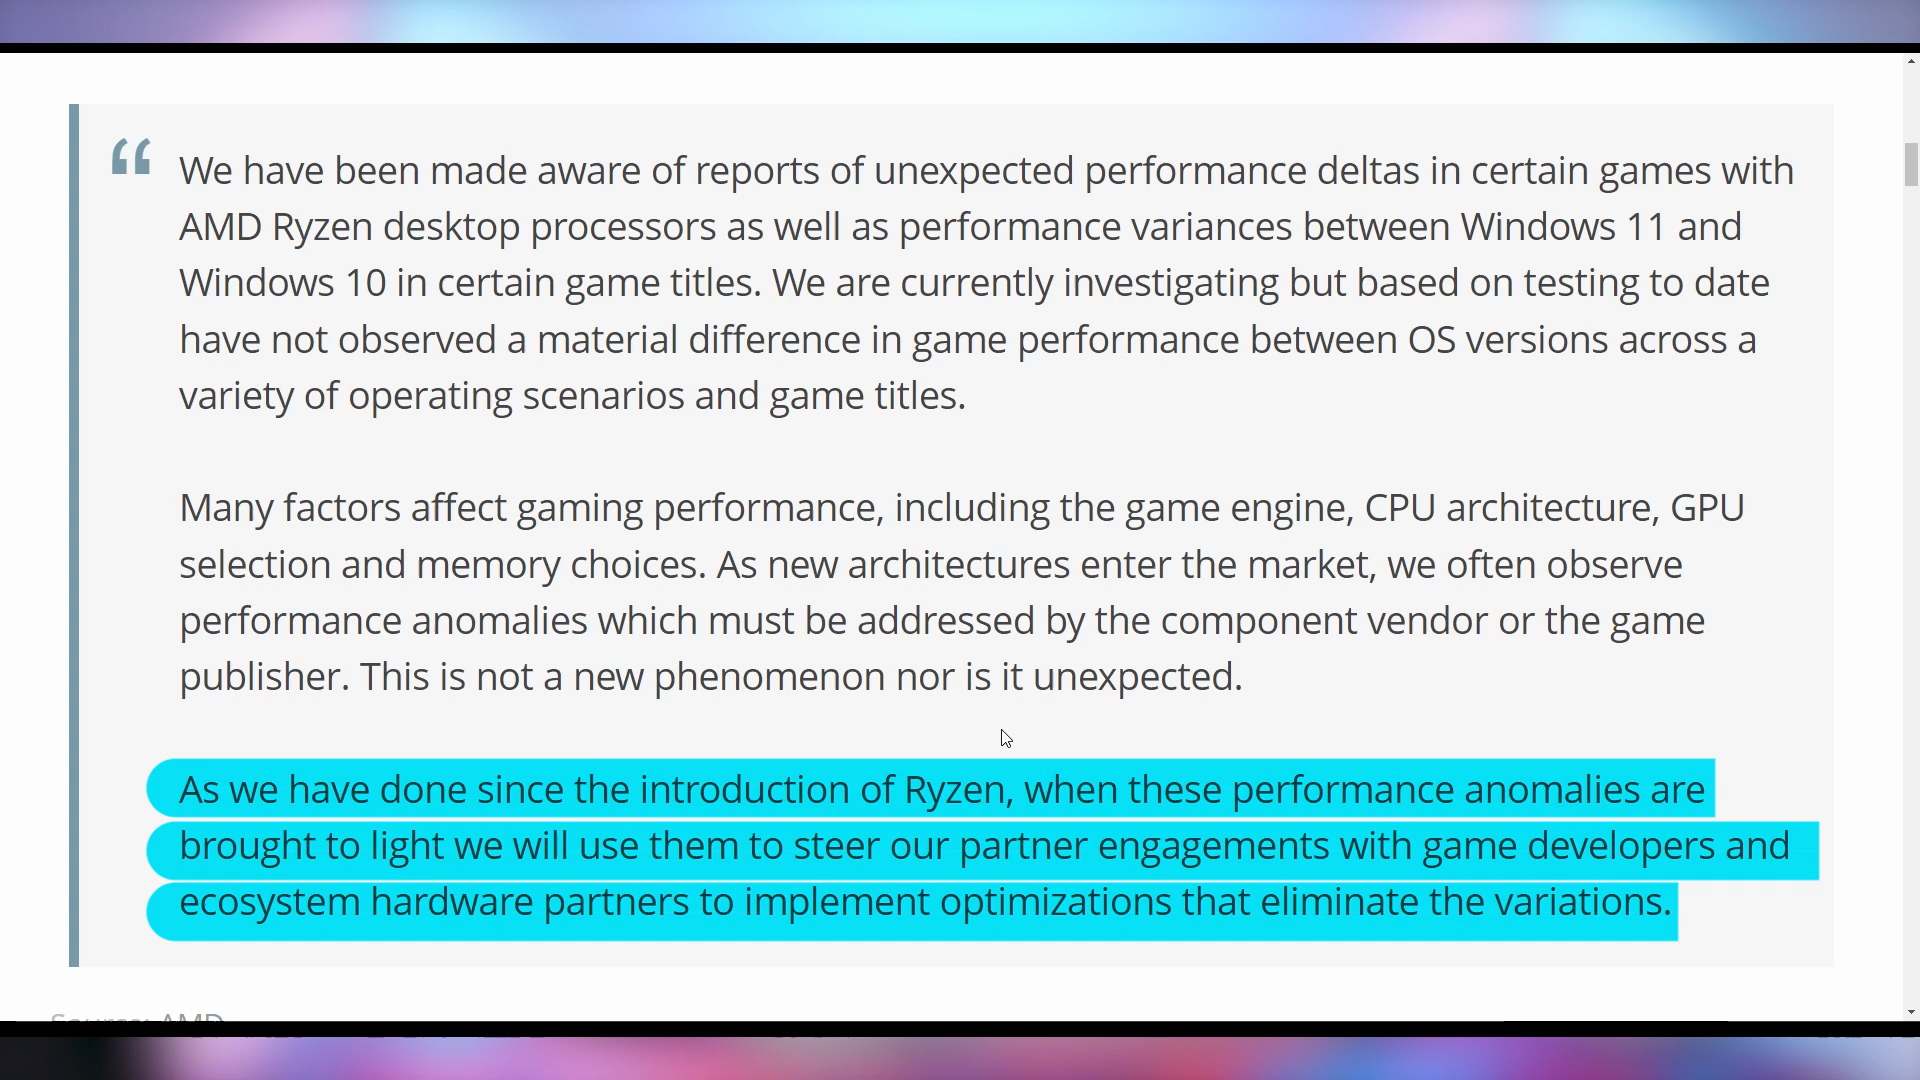 “ We have been made aware of reports of unexpected performance deltas in certain games with
AMD Ryzen desktop processors as well as performance variances between Windows 11 and
Windows 10 in certain game titles. We are currently investigating but based on testing to date
have not observed a material difference in game performance between OS versions across a
variety of operating scenarios and game titles.
Many factors affect gaming performance, including the game engine, CPU architecture, GPU
selection and memory choices. As new architectures enter the market, we often observe
performance anomalies which must be addressed by the component vendor or the game
publisher. This is not a new phenomenon nor is it unexpected.
As we have done since the introduction of Ryzen, when these performance anomalies are
brought to light we will use them to steer our partner engagements with game developers and
ecosystem hardware partners to implement optimizations that eliminate the variations.
Source: AMD